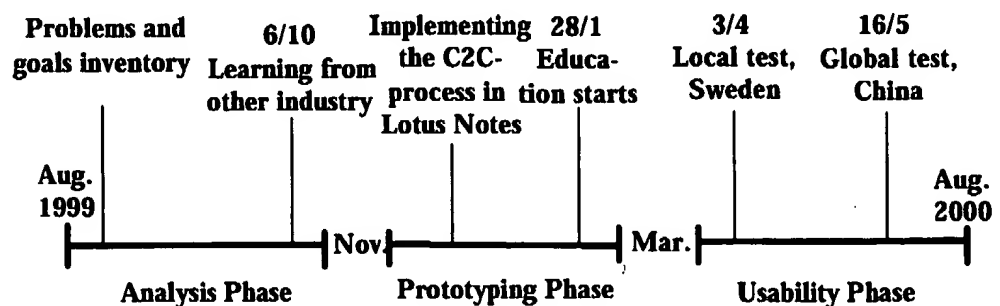 Problems and
goals inventory
6/10
Learning from
other industry
Implementing
the C2C-
process in
Lotus Notes
28/1
Educa-
tion starts
3/4
Local test,
Sweden
16/5
Global test,
China
Aug.
1999
Nov.
Mar.
Aug.
2000
Analysis Phase
Prototyping Phase
Usability Phase